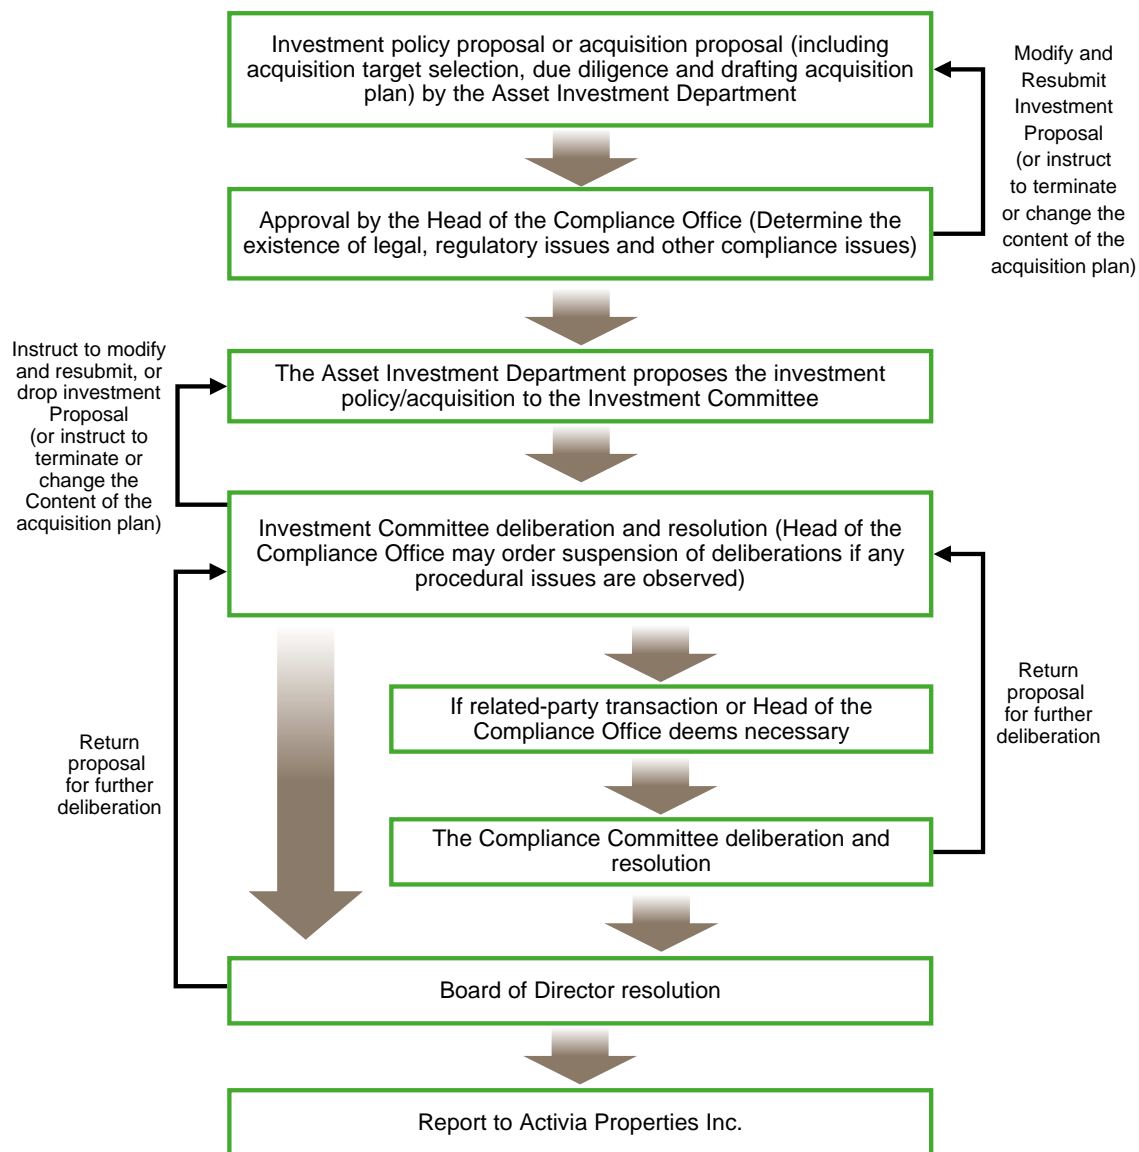 Investment policy proposal or acquisition proposal (including
acquisition target selection, due diligence and drafting acquisition
plan) by the Asset Investment Department
Modify and
Resubmit
Investment
Proposal
(or instruct
to terminate
or change the
content of the
acquisition plan)
Approval by the Head of the Compliance Office (Determine the
existence of legal, regulatory issues and other compliance issues)
Instruct to modify
and resubmit, or
drop investment
Proposal
(or instruct to
terminate or
change the
Content of the
acquisition plan)
The Asset Investment Department proposes the investment
policy/acquisition to the Investment Committee
Investment Committee deliberation and resolution (Head of the
Compliance Office may order suspension of deliberations if any
procedural issues are observed)
If related-party transaction or Head of the
Compliance Office deems necessary
Return
proposal
for further
deliberation
Return
proposal
for further
deliberation
The Compliance Committee deliberation and
resolution
Board of Director resolution
Report to Activia Properties Inc.